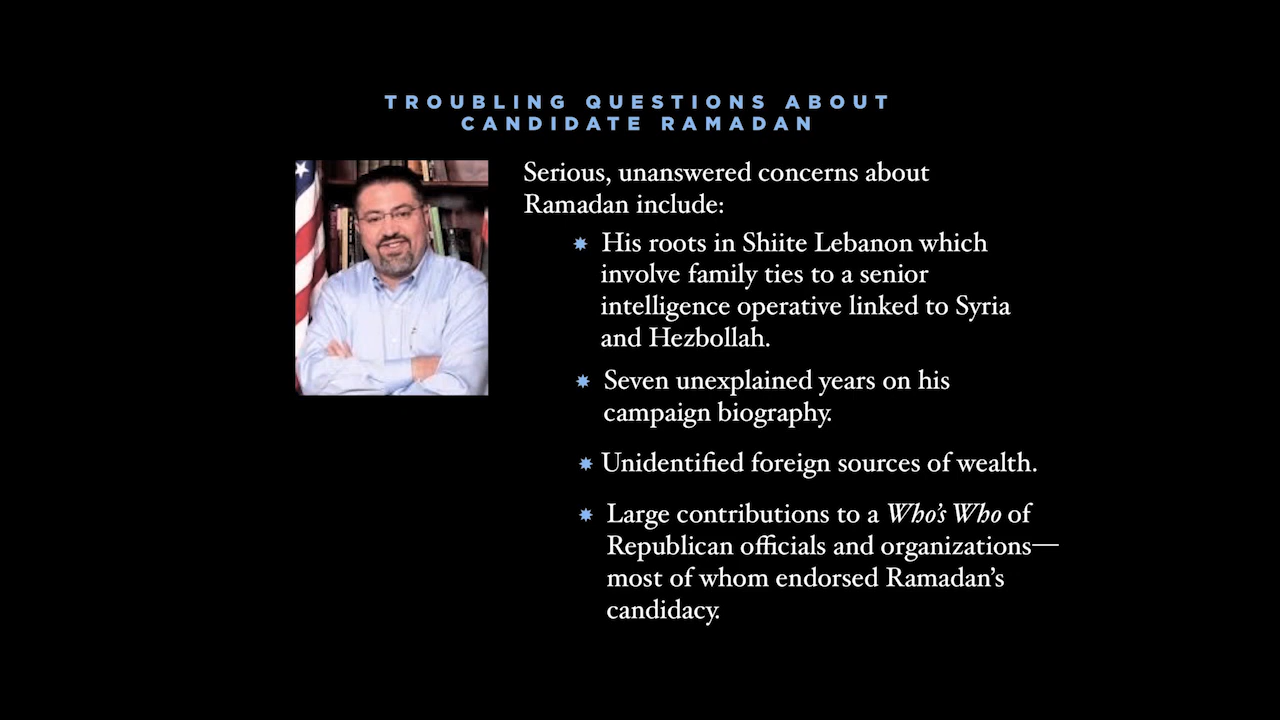 TROUBLING QUESTIONS ABOUT
CANDIDATE RAMADAN
Serious, unanswered concerns about
Ramadan include:
His roots in Shiite Lebanon which
involve family ties to a senior
intelligence operative linked to Syria
and Hezbollah.
Seven unexplained years on his
campaign biography.
Unidentified foreign sources of wealth.
Large contributions to a Who’s Who of
Republican officials and organizations—
most of whom endorsed Ramadan’s
candidacy.